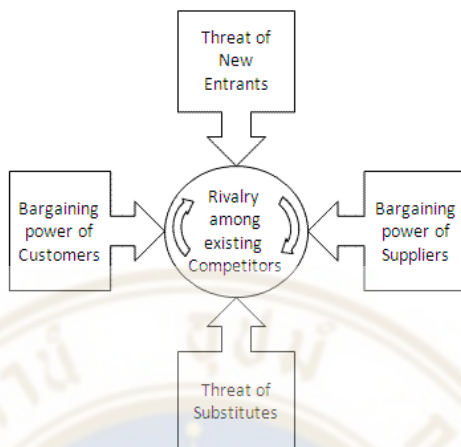 Threat of
New
Entrants
Bargaining
power of
Customers
Rivalry
among
existing
Competitors
Bargaining
power of
Suppliers
Threat of
Substitutes